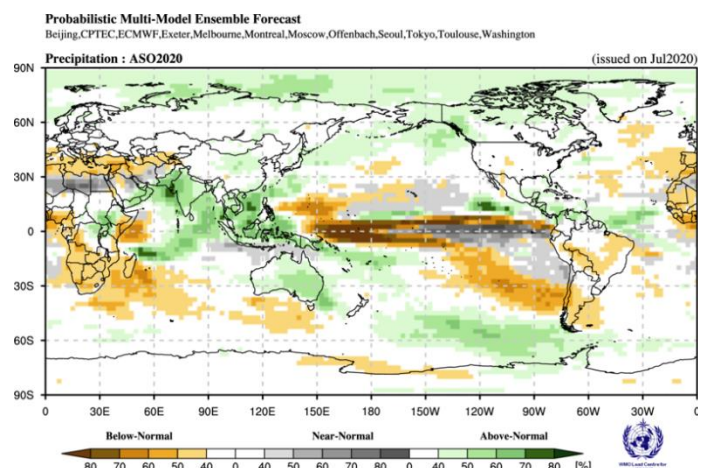 Probabilistic Multi-Model Ensemble Forecast
Beijing,CPTEC,ECMWF,Exeter,Melbourne,Montreal,Moscow,Offenbach,Seoul,Tokyo,Toulouse,Washington
Precipitation : ASO2020 (issued on Jul2020)
90N
60N
30N
0
30S
60S
90S
0 30E 60E 90E 120E 150E 180 150W 120W 90W 60W 30W 0
Below-Normal Near-Normal Above-Normal
80 70 60 50 40 0 40 50 60 70 80 0 40 50 60 70 80 [%]